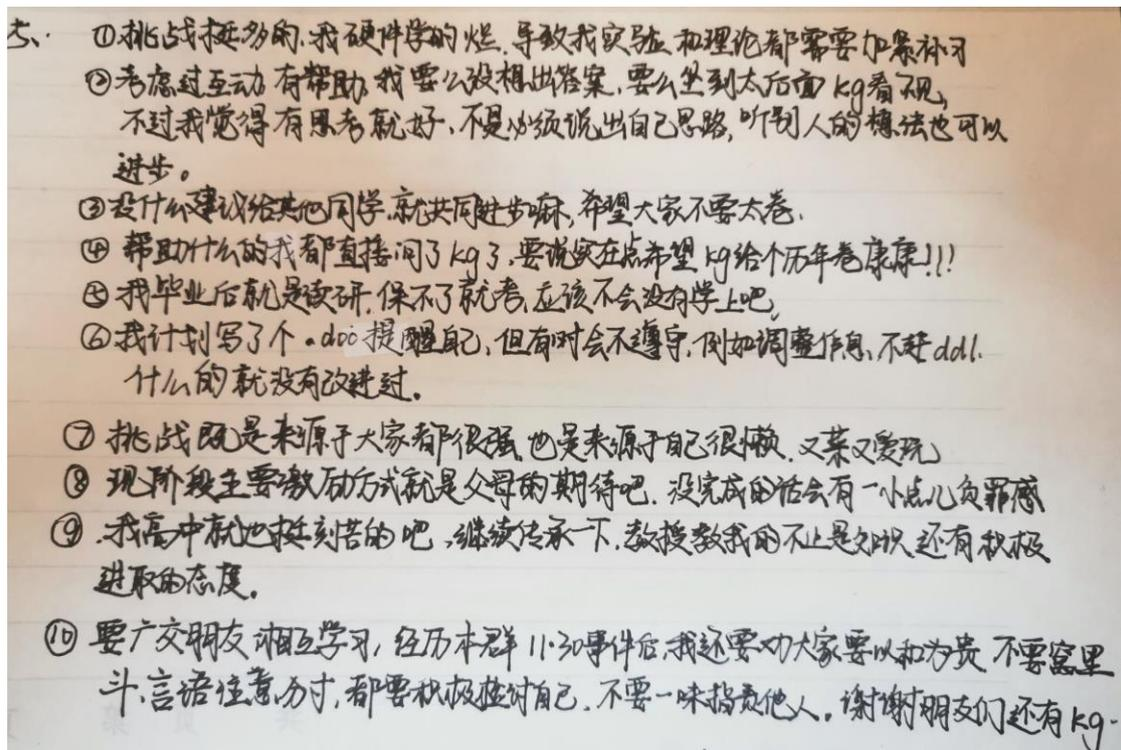 五、 ①挑战挺多的,我硬件学的烂,导致我实验和理论都需要加紧补习
②考虑过互动有帮助,我要么没想出答案,要么坐到太后面kg看不见,
不过我觉得有思考就好,不是必须说出自己思路,听别人的想法也可以
进步。
③没什么建议给其他同学,就共同进步嘛,希望大家不要太卷.
④帮助什么的我都直接问了kg了,要说实在点希望kg给个历年卷康康!!!
⑤我毕业后就是读研,保不了就考,应该不会没有学上吧,
⑥我计划写了个.doc提醒自己,但有时会不遵守,例如调整作息、不赶ddl.
什么的就没有改进过。
⑦挑战既是来源于大家都很强,也是来源于自己很懒.又菜又爱玩
⑧现阶段主要激励方式就是父母的期待吧.没完成的话会有一小点儿负罪感
⑨.我高中就也挺刻苦的吧、继续传承一下.教授教我的不止是知识,还有积极
进取的态度。
⑩要广交朋友,相互学习,经历本群11·30事件后,我还要劝大家要以和为贵,不要窝里
斗,言语注意分寸,都要积极检讨自己.不要一味指责他人。谢谢朋友们还有kg.